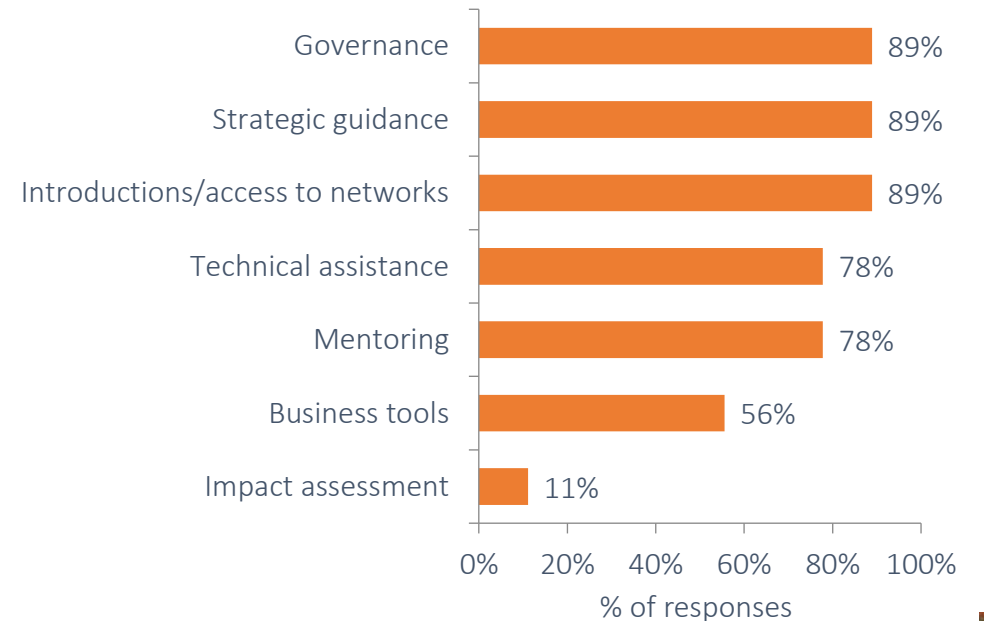 Governance 89%
Strategic guidance 89%
Introductions/access to networks 89%
Technical assistance 78%
Mentoring 78%
Business tools 56%
Impact assessment 11%
0% 20% 40% 60% 80% 100%
% of responses